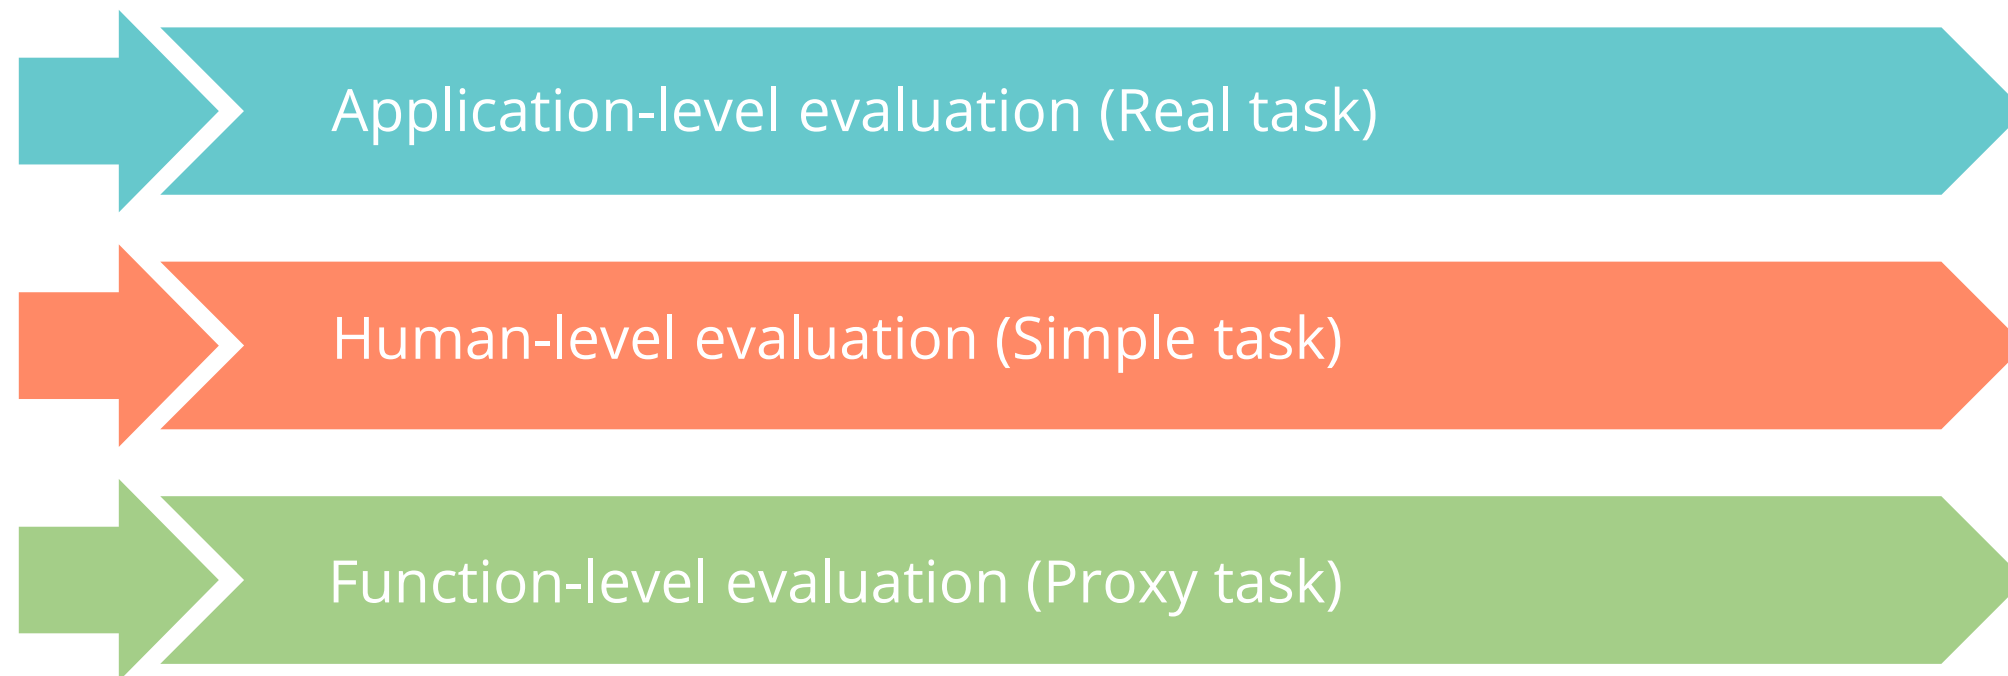 Application-level evaluation (Real task)
Human-level evaluation (Simple task)
Function-level evaluation (Proxy task)